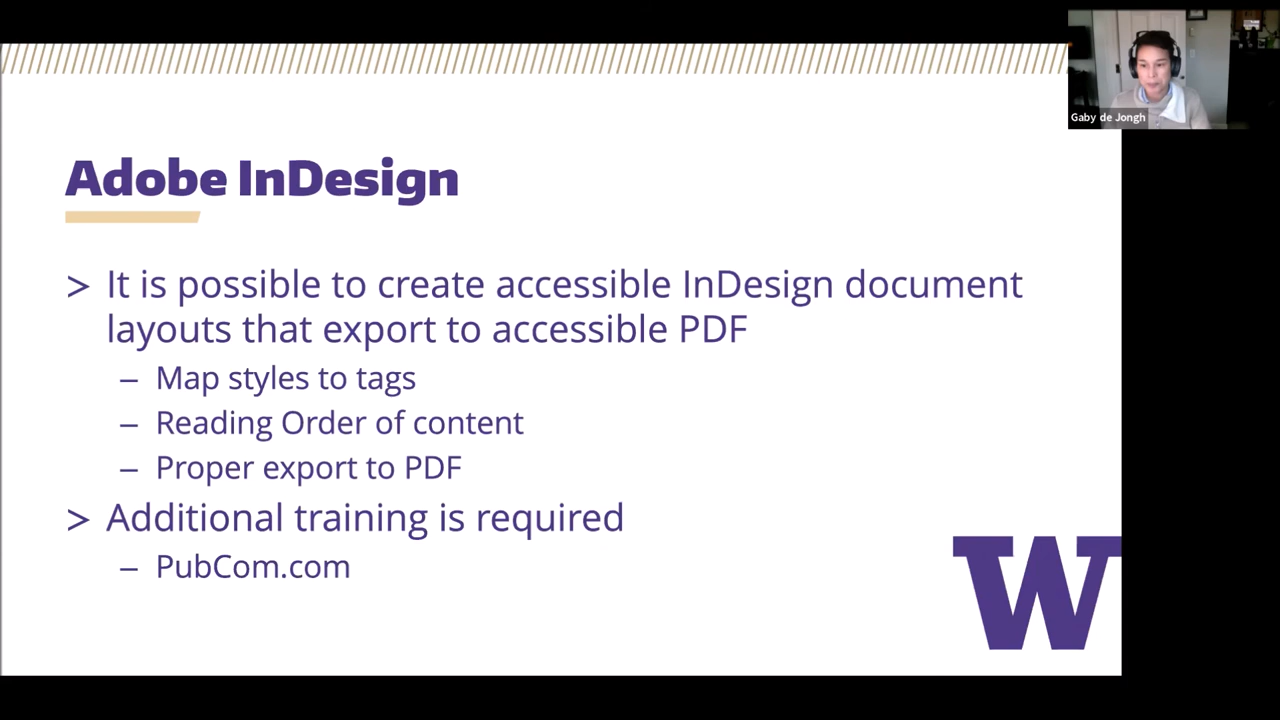 Gaby de Jongh
Adobe InDesign
> It is possible to create accessible InDesign document
layouts that export to accessible PDF
– Map styles to tags
– Reading Order of content
– Proper export to PDF
> Additional training is required
– PubCom.com
W